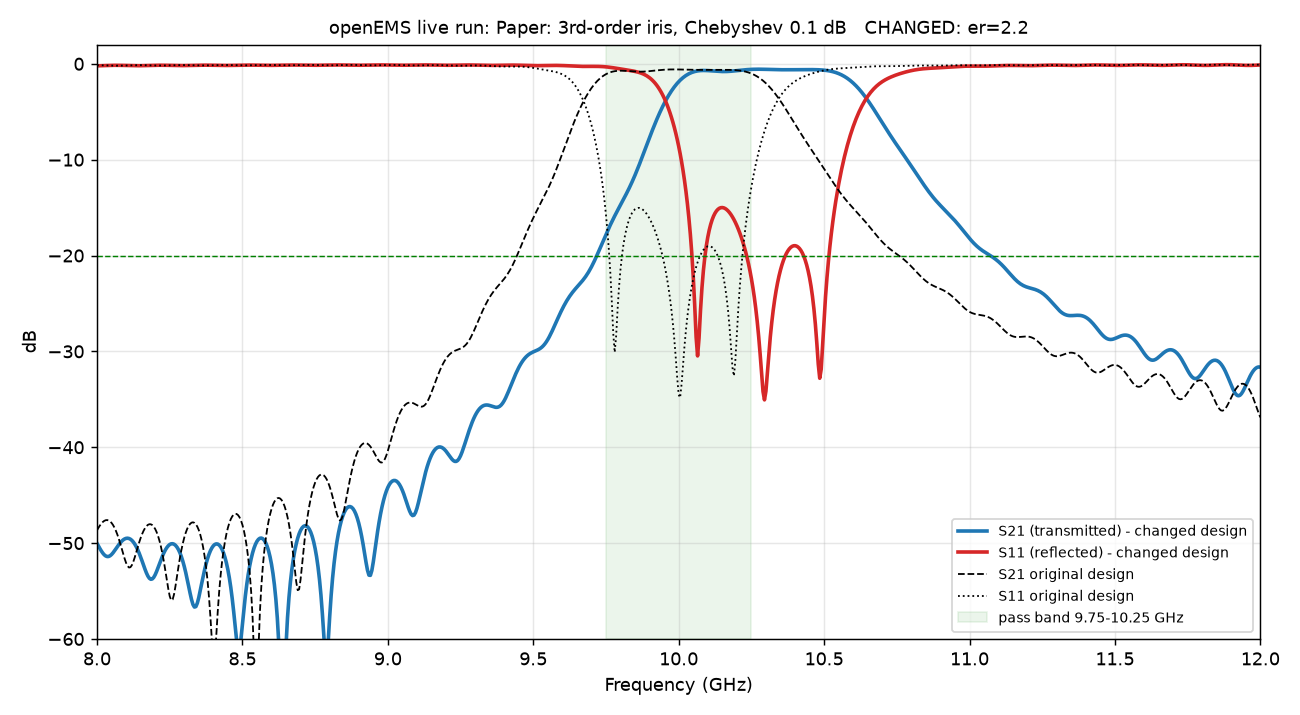 openEMS live run: Paper: 3rd-order iris, Chebyshev 0.1 dB   CHANGED: er=2.2
0
−10
−20
−30
−40
−50
−60
dB
8.0
8.5
9.0
9.5
10.0
10.5
11.0
11.5
12.0
Frequency (GHz)
S21 (transmitted) - changed design
S11 (reflected) - changed design
S21 original design
S11 original design
pass band 9.75-10.25 GHz